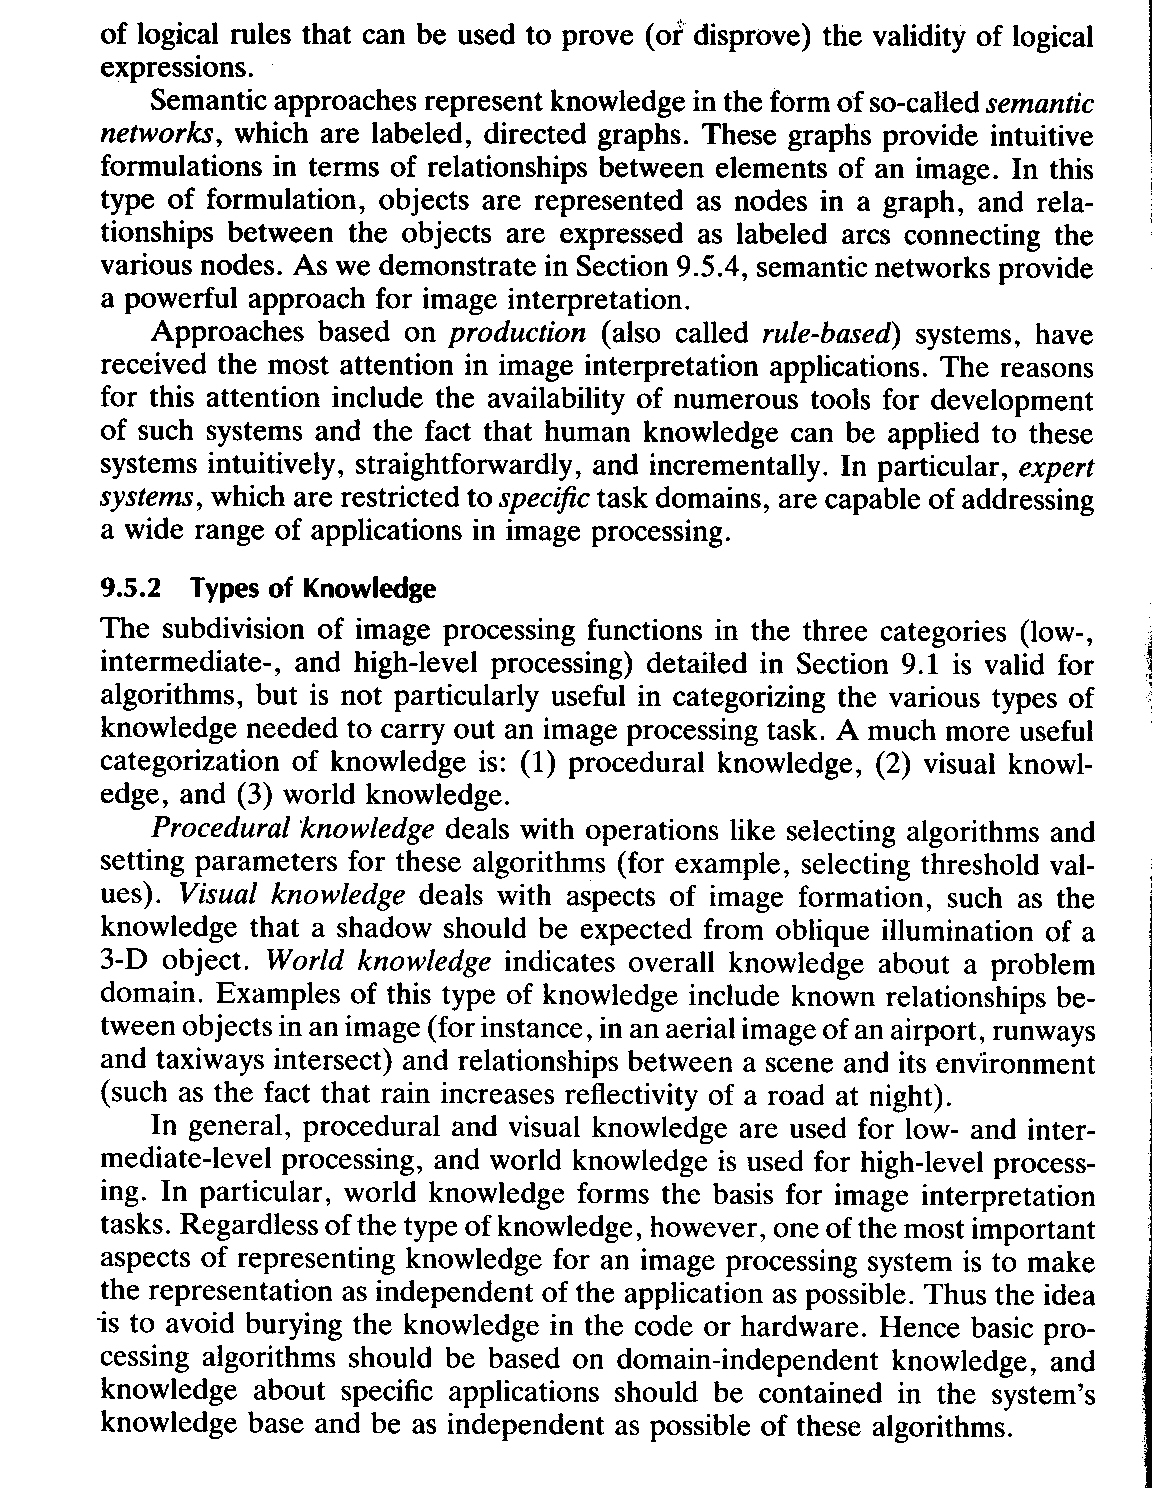 of logical rules that can be used to prove (or disprove) the validity of logical
expressions.
Semantic approaches represent knowledge in the form of so-called semantic
networks, which are labeled, directed graphs. These graphs provide intuitive
formulations in terms of relationships between elements of an image. In this
type of formulation, objects are represented as nodes in a graph, and rela-
tionships between the objects are expressed as labeled arcs connecting the
various nodes. As we demonstrate in Section 9.5.4, semantic networks provide
a powerful approach for image interpretation.
Approaches based on production (also called rule-based) systems, have
received the most attention in image interpretation applications. The reasons
for this attention include the availability of numerous tools for development
of such systems and the fact that human knowledge can be applied to these
systems intuitively, straightforwardly, and incrementally. In particular, expert
systems, which are restricted to specific task domains, are capable of addressing
a wide range of applications in image processing.
9.5.2 Types of Knowledge
The subdivision of image processing functions in the three categories (low-,
intermediate-, and high-level processing) detailed in Section 9.1 is valid for
algorithms, but is not particularly useful in categorizing the various types of
knowledge needed to carry out an image processing task. A much more useful
categorization of knowledge is: (1) procedural knowledge, (2) visual knowl-
edge, and (3) world knowledge.
Procedural knowledge deals with operations like selecting algorithms and
setting parameters for these algorithms (for example, selecting threshold val-
ues). Visual knowledge deals with aspects of image formation, such as the
knowledge that a shadow should be expected from oblique illumination of a
3-D object. World knowledge indicates overall knowledge about a problem
domain. Examples of this type of knowledge include known relationships be-
tween objects in an image (for instance, in an aerial image of an airport, runways
and taxiways intersect) and relationships between a scene and its environment
(such as the fact that rain increases reflectivity of a road at night).
In general, procedural and visual knowledge are used for low- and inter-
mediate-level processing, and world knowledge is used for high-level process-
ing. In particular, world knowledge forms the basis for image interpretation
tasks. Regardless of the type of knowledge, however, one of the most important
aspects of representing knowledge for an image processing system is to make
the representation as independent of the application as possible. Thus the idea
is to avoid burying the knowledge in the code or hardware. Hence basic pro-
cessing algorithms should be based on domain-independent knowledge, and
knowledge about specific applications should be contained in the system's
knowledge base and be as independent as possible of these algorithms.